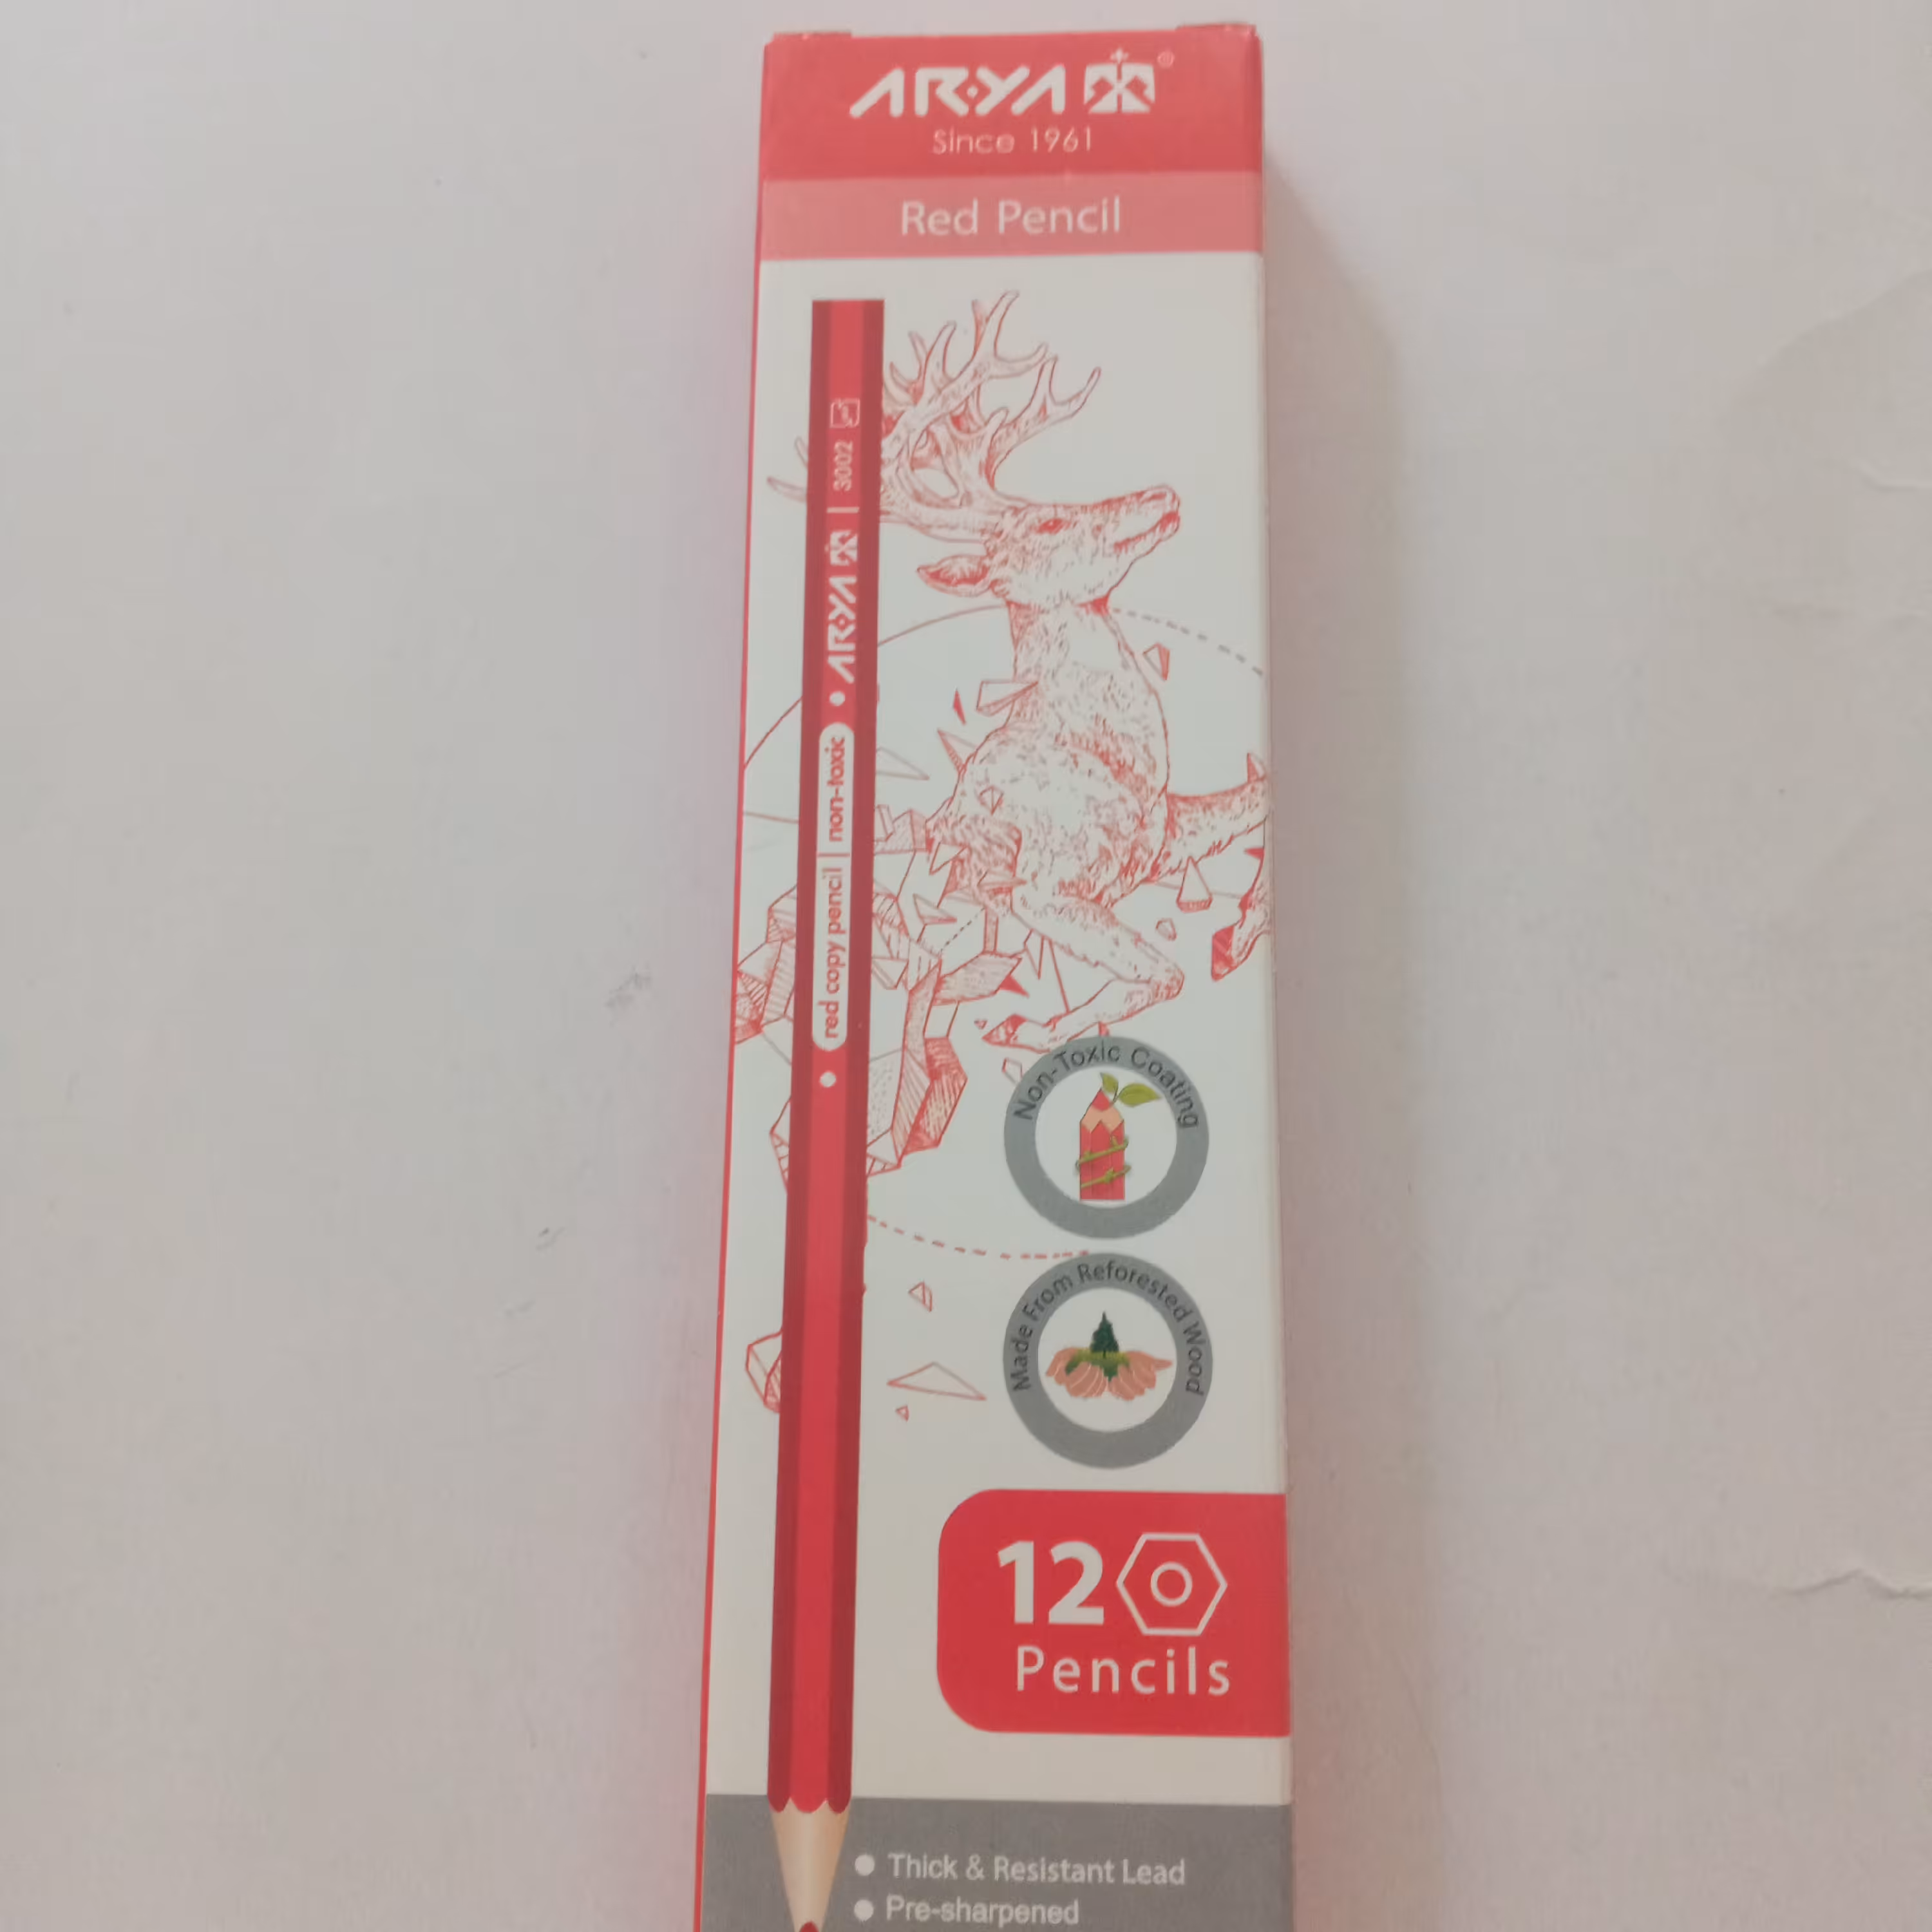 ARYA
Since 1961
Red Pencil
red copy pencil | non-toxic
ARYA | 3002
Non-Toxic Coating
Made From Reforested Wood
12
Pencils
Thick & Resistant Lead
Pre-sharpened